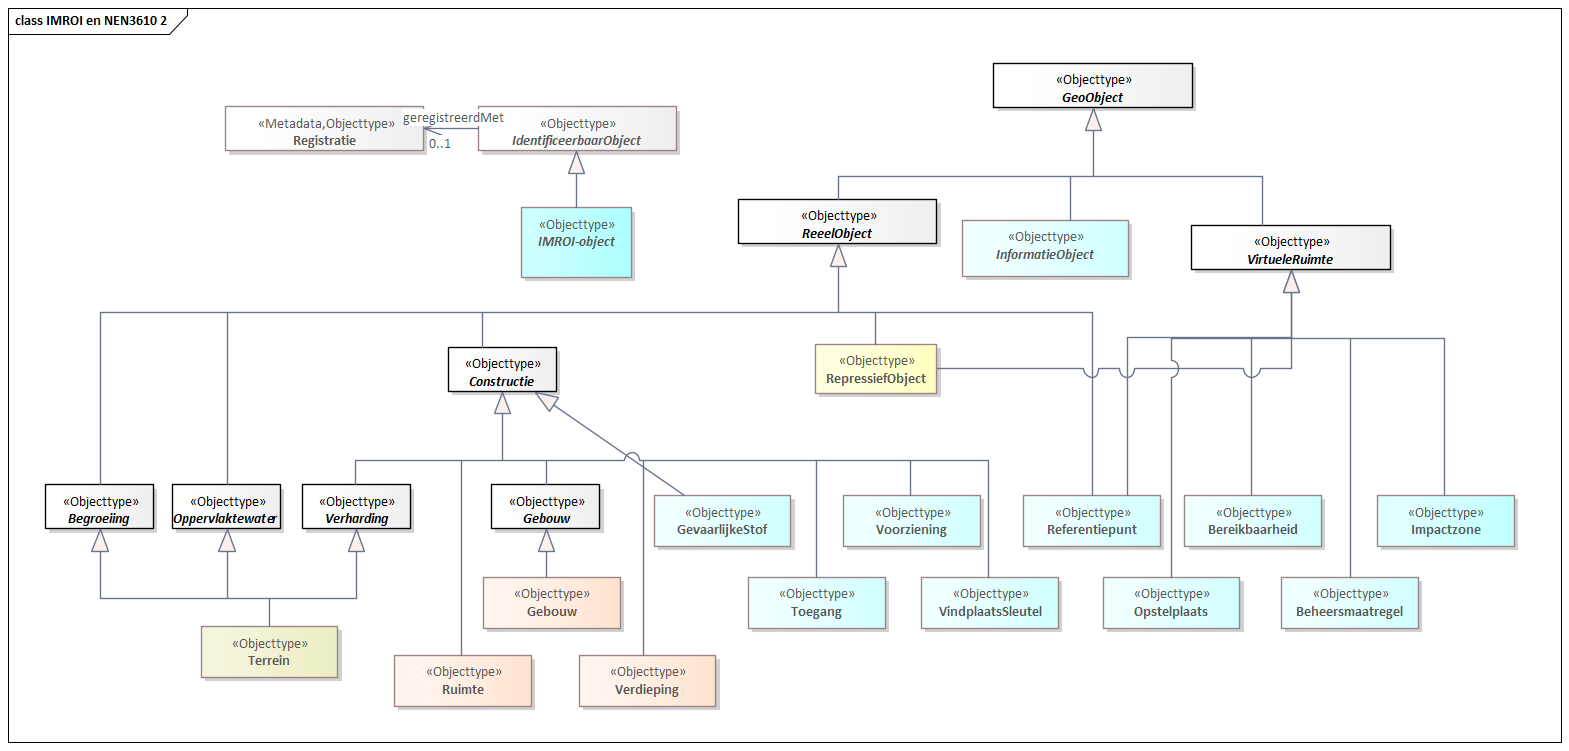 class IMROI en NEN3610 2
«Objecttype»
GeoObject
«Metadata,Objecttype»
Registratie
geregistreerdMet
0..1
«Objecttype»
IdentificeerbaarObject
«Objecttype»
IMROI-object
«Objecttype»
ReeelObject
«Objecttype»
InformatieObject
«Objecttype»
VirtueleRuimte
«Objecttype»
Constructie
«Objecttype»
RepressiefObject
«Objecttype»
Begroeiing
«Objecttype»
Oppervlaktewater
«Objecttype»
Verharding
«Objecttype»
Gebouw
«Objecttype»
GevaarlijkeStof
«Objecttype»
Voorziening
«Objecttype»
Referentiepunt
«Objecttype»
Bereikbaarheid
«Objecttype»
Impactzone
«Objecttype»
Gebouw
«Objecttype»
Toegang
«Objecttype»
VindplaatsSleutel
«Objecttype»
Opstelplaats
«Objecttype»
Beheersmaatregel
«Objecttype»
Terrein
«Objecttype»
Ruimte
«Objecttype»
Verdieping